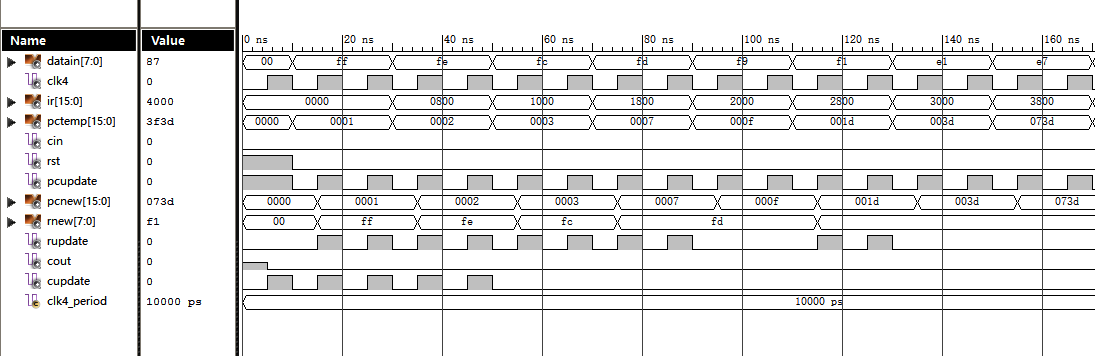 Name Value 0 ns 20 ns 40 ns 60 ns 80 ns 100 ns 120 ns 140 ns 160 ns
datain[7:0] 87 00 ff fe fc fd f9 f1 e1 e7
clk4 0
ir[15:0] 4000 0000 0800 1000 1800 2000 2800 3000 3800
pctemp[15:0] 3f3d 0000 0001 0002 0003 0007 000f 001d 003d 073d
cin 0
rst 0
pcupdate 0
pcnew[15:0] 073d 0000 0001 0002 0003 0007 000f 001d 003d 073d
rnew[7:0] f1 00 ff fe fc fd
rupdate 0
cout 0
cupdate 0
clk4_period 10000 ps 10000 ps